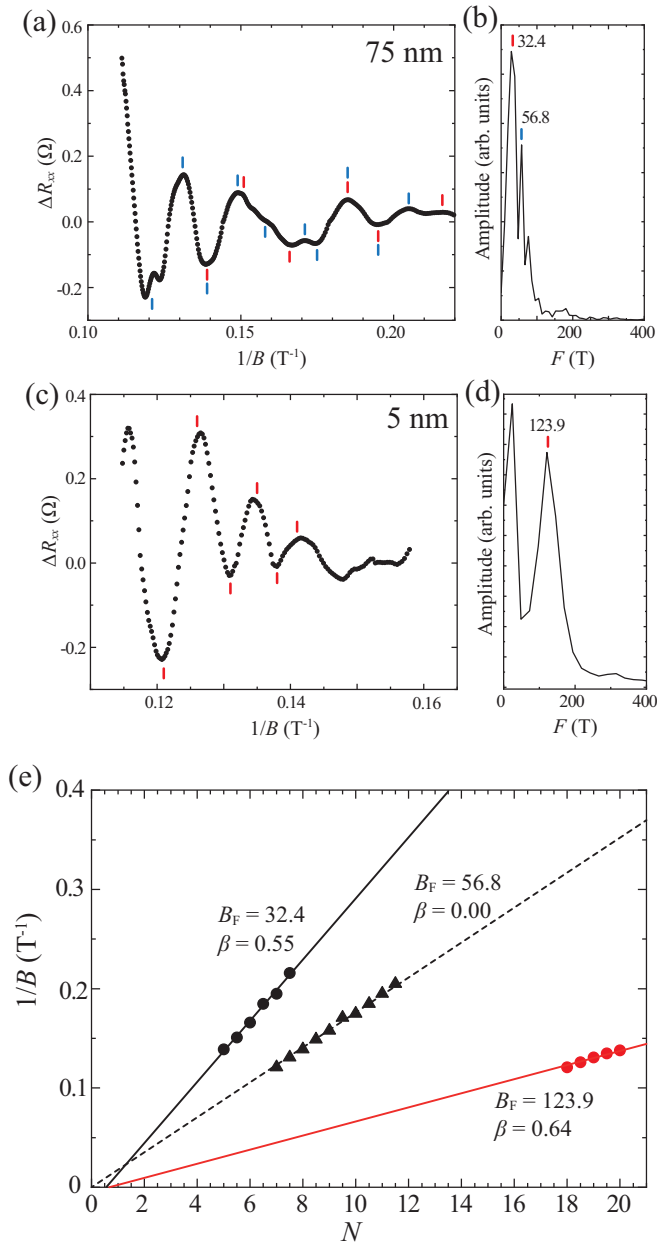 (a)
75 nm
0.6
0.4
0.2
0.0
-0.2
ΔRxx (Ω)
0.10
0.15
0.20
1/B (T⁻¹)
(b)
32.4
56.8
Amplitude (arb. units)
0
200
400
F (T)
(c)
5 nm
0.4
0.2
0.0
-0.2
ΔRxx (Ω)
0.12
0.14
0.16
1/B (T⁻¹)
(d)
123.9
Amplitude (arb. units)
0
200
400
F (T)
(e)
0.4
0.3
0.2
0.1
0
1/B (T⁻¹)
BF = 32.4
β = 0.55
BF = 56.8
β = 0.00
BF = 123.9
β = 0.64
0 2 4 6 8 10 12 14 16 18 20
N